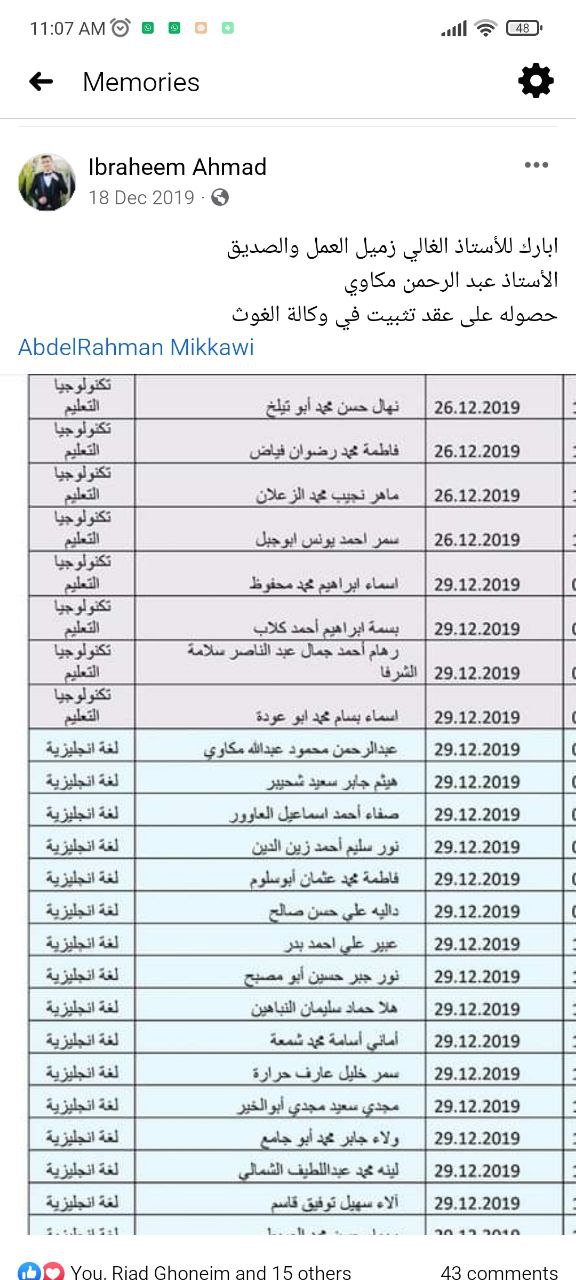 11:07 AM
48
Memories
Ibraheem Ahmad
18 Dec 2019 ·
ابارك للأستاذ الغالي زميل العمل والصديق
الأستاذ عبد الرحمن مكاوي
حصوله على عقد تثبيت في وكالة الغوث
AbdelRahman Mikkawi
تكنولوجيا التعليم نهال حسن محمد أبو تيلخ 26.12.2019
تكنولوجيا التعليم فاطمة محمد رضوان فياض 26.12.2019
تكنولوجيا التعليم ماهر نجيب محمد الزعلان 26.12.2019
تكنولوجيا التعليم سمر احمد يونس ابوجبل 26.12.2019
تكنولوجيا التعليم اسماء ابراهيم محمد محفوظ 29.12.2019
تكنولوجيا التعليم بسمة ابراهيم أحمد كلاب 29.12.2019
تكنولوجيا التعليم رهام أحمد جمال عبد الناصر سلامة الشرفا 29.12.2019
تكنولوجيا التعليم اسماء بسام محمد ابو عودة 29.12.2019
لغة انجليزية عبدالرحمن محمود عبدالله مكاوي 29.12.2019
لغة انجليزية هيثم جابر سعيد شحيبر 29.12.2019
لغة انجليزية صفاء أحمد اسماعيل العاوور 29.12.2019
لغة انجليزية نور سليم أحمد زين الدين 29.12.2019
لغة انجليزية فاطمة محمد عثمان أبوسلوم 29.12.2019
لغة انجليزية داليه علي حسن صالح 29.12.2019
لغة انجليزية عبير علي احمد بدر 29.12.2019
لغة انجليزية نور جبر حسين أبو مصبح 29.12.2019
لغة انجليزية هلا حماد سليمان النباهين 29.12.2019
لغة انجليزية أماني أسامة محمد شمعة 29.12.2019
لغة انجليزية سمر خليل عارف حرارة 29.12.2019
لغة انجليزية مجدي سعيد مجدي أبوالخير 29.12.2019
لغة انجليزية ولاء جابر محمد أبو جامع 29.12.2019
لغة انجليزية لينه محمد عبداللطيف الشمالي 29.12.2019
لغة انجليزية آلاء سهيل توفيق قاسم 29.12.2019
You, Riad Ghoneim and 15 others
43 comments